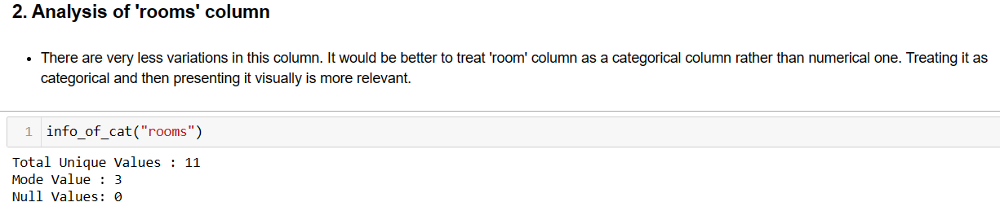 2. Analysis of 'rooms' column
• There are very less variations in this column. It would be better to treat 'room' column as a categorical column rather than numerical one. Treating it as
categorical and then presenting it visually is more relevant.
1 info_of_cat("rooms")
Total Unique Values : 11
Mode Value : 3
Null Values: 0